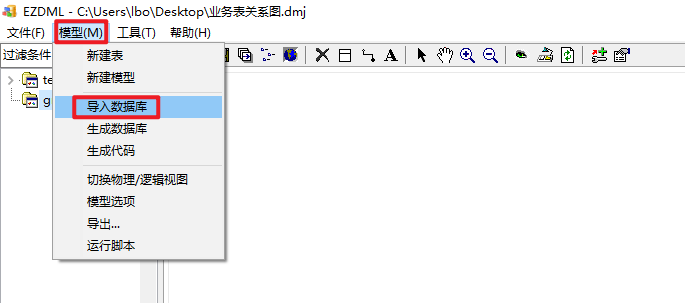 EZDML - C:\Users\lbo\Desktop\业务表关系图.dmj
文件(F) 模型(M) 工具(T) 帮助(H)
过滤条件
新建表
新建模型
te
g
导入数据库
生成数据库
生成代码
切换物理/逻辑视图
模型选项
导出...
运行脚本